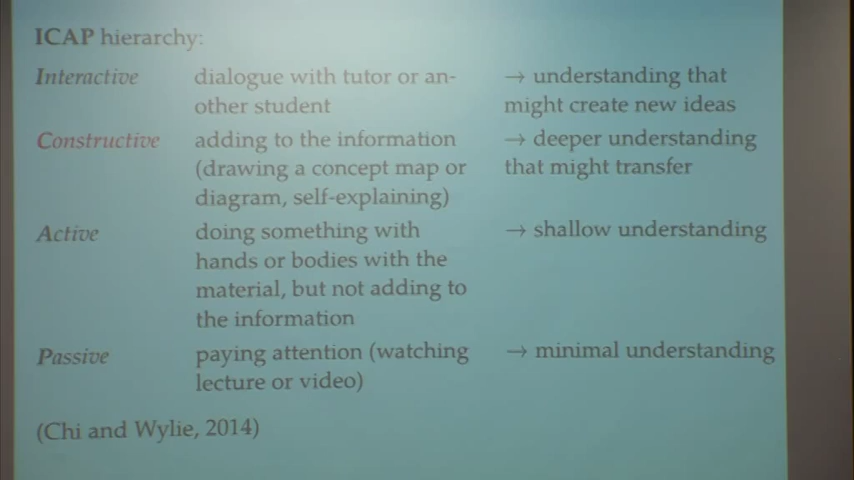 ICAP hierarchy:
Interactive dialogue with tutor or an- → understanding that
other student might create new ideas
Constructive adding to the information → deeper understanding
(drawing a concept map or that might transfer
diagram, self-explaining)
Active doing something with → shallow understanding
hands or bodies with the
material, but not adding to
the information
Passive paying attention (watching → minimal understanding
lecture or video)
(Chi and Wylie, 2014)